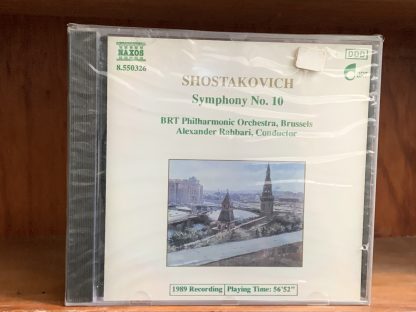 NAXOS
DDD
8.550326
SHOSTAKOVICH
Symphony No. 10
BRT Philharmonic Orchestra, Brussels
Alexander Rahbari, Conductor
1989 Recording Playing Time: 56'52"